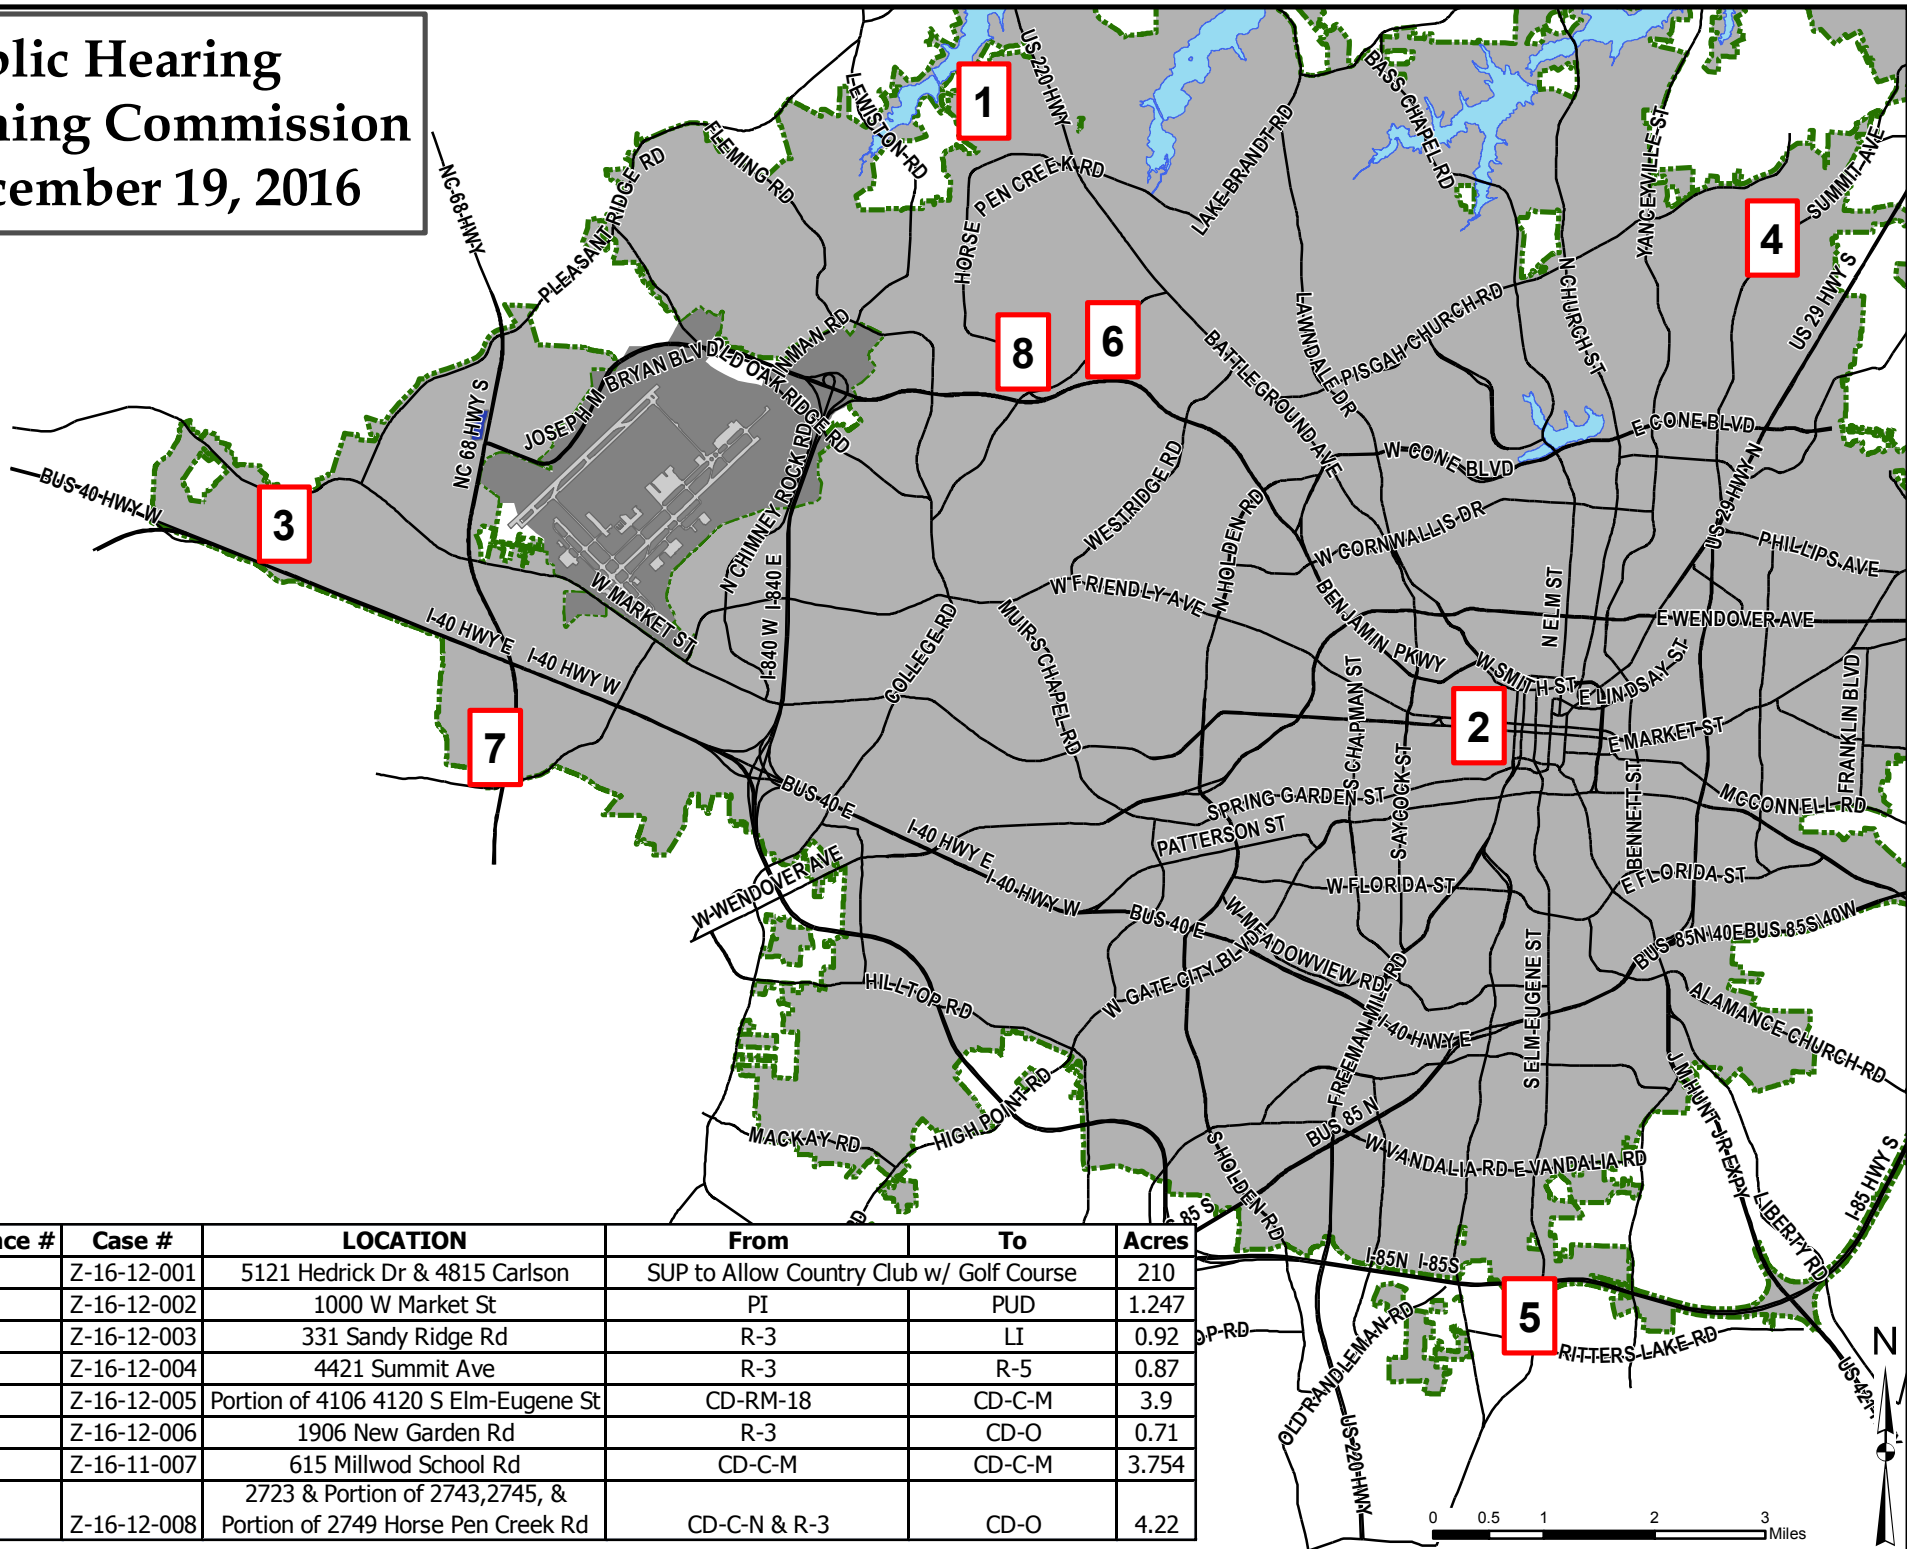 blic Hearing
ning Commission
cember 19, 2016
1
2
3
4
5
6
7
8
LEWISTON RD
US 220 HWY
BASS CHAPEL RD
FLEMING RD
PLEASANT RIDGE RD
NC-68 HWY
HORSE PEN CREEK RD
LAKE BRANDT RD
YANCEYVILLE ST
SUMMIT AVE
US 29 HWY S
N CHURCH ST
LAWNDALE DR
PISGAH CHURCH RD
BATTLEGROUND AVE
INMAN RD
OLD OAK RIDGE RD
JOSEPH M BRYAN BLVD
NC 68 HWY S
BUS 40 HWY W
N CHIMNEY ROCK RD
I-840 W I-840 E
W MARKET ST
I-40 HWY E
I-40 HWY W
COLLEGE RD
MUIRS CHAPEL RD
WESTRIDGE RD
W FRIENDLY AVE
N HOLDEN RD
W CORNWALLIS DR
W CONE BLVD
E CONE BLVD
US 29 HWY N
PHILLIPS AVE
BENJAMIN PKWY
N ELM ST
E WENDOVER AVE
W SMITH ST
E LINDSAY ST
E MARKET ST
FRANKLIN BLVD
S CHAPMAN ST
S AYCOCK ST
SPRING GARDEN ST
PATTERSON ST
BENNETT ST
MCCONNELL RD
W FLORIDA ST
E FLORIDA ST
BUS 40 E
I-40 HWY E
I-40 HWY W
BUS 40 E
W WENDOVER AVE
W MEADOWVIEW RD
W GATE CITY BLVD
HILLTOP RD
FREEMAN MILL RD
I-40 HWY E
S ELM-EUGENE ST
BUS 85N\40E
BUS 85S\40W
ALAMANCE CHURCH RD
J M HUNT JR EXPY
LIBERTY RD
I-85 HWY S
HIGH POINT RD
MACKAY RD
BUS 85 N
W VANDALIA RD
E VANDALIA RD
S HOLDEN RD
85 S
RD
I-85N I-85S
OP RD
OLD RANDLEMAN RD
RITTERS LAKE RD
US-220 HWY
US-421
N
0 0.5 1 2 3
Miles
nce # Case # LOCATION From To Acres
Z-16-12-001 5121 Hedrick Dr & 4815 Carlson SUP to Allow Country Club w/ Golf Course 210
Z-16-12-002 1000 W Market St PI PUD 1.247
Z-16-12-003 331 Sandy Ridge Rd R-3 LI 0.92
Z-16-12-004 4421 Summit Ave R-3 R-5 0.87
Z-16-12-005 Portion of 4106 4120 S Elm-Eugene St CD-RM-18 CD-C-M 3.9
Z-16-12-006 1906 New Garden Rd R-3 CD-O 0.71
Z-16-11-007 615 Millwod School Rd CD-C-M CD-C-M 3.754
2723 & Portion of 2743,2745, &
Z-16-12-008 Portion of 2749 Horse Pen Creek Rd CD-C-N & R-3 CD-O 4.22